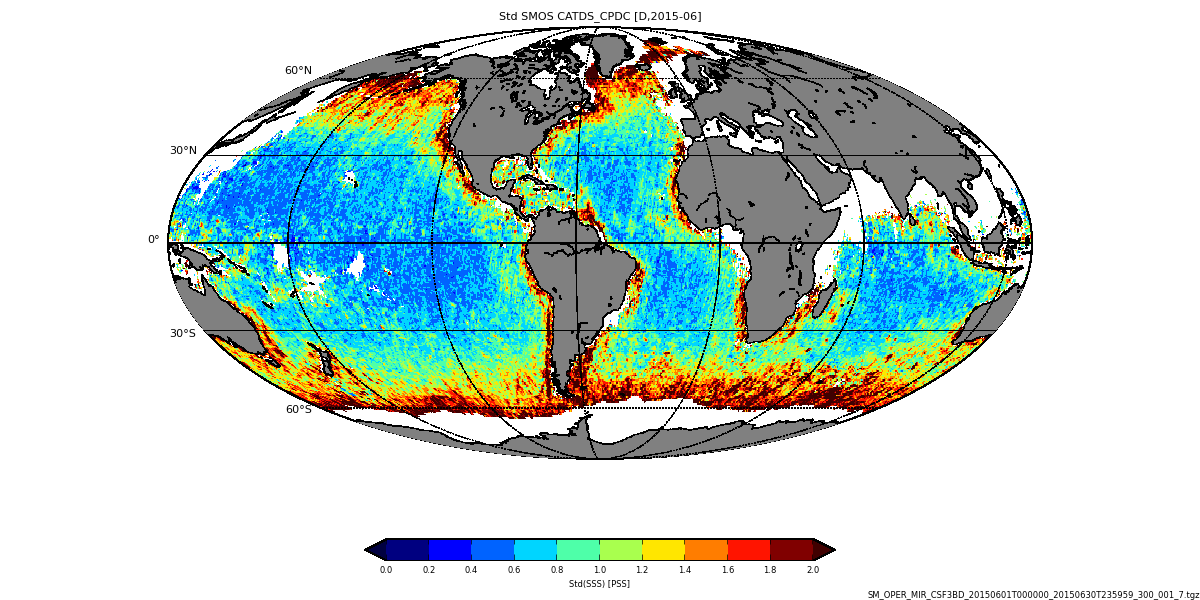 Std SMOS CATDS_CPDC [D,2015-06]
60°N
30°N
0°
30°S
60°S
0.0 0.2 0.4 0.6 0.8 1.0 1.2 1.4 1.6 1.8 2.0
Std(SSS) [PSS]
SM_OPER_MIR_CSF3BD_20150601T000000_20150630T235959_300_001_7.tgz